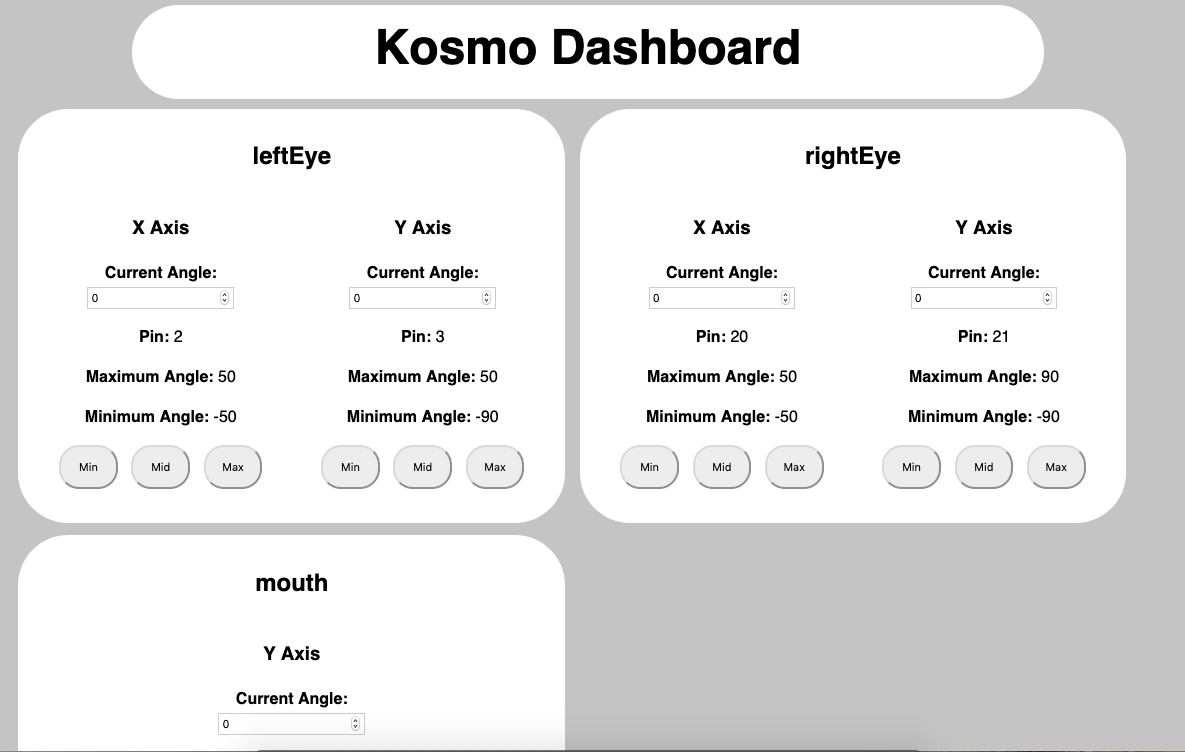 Kosmo Dashboard
leftEye
X Axis
Current Angle:
0
Pin: 2
Maximum Angle: 50
Minimum Angle: -50
Min Mid Max
Y Axis
Current Angle:
0
Pin: 3
Maximum Angle: 50
Minimum Angle: -90
Min Mid Max
rightEye
X Axis
Current Angle:
0
Pin: 20
Maximum Angle: 50
Minimum Angle: -50
Min Mid Max
Y Axis
Current Angle:
0
Pin: 21
Maximum Angle: 90
Minimum Angle: -90
Min Mid Max
mouth
Y Axis
Current Angle:
0